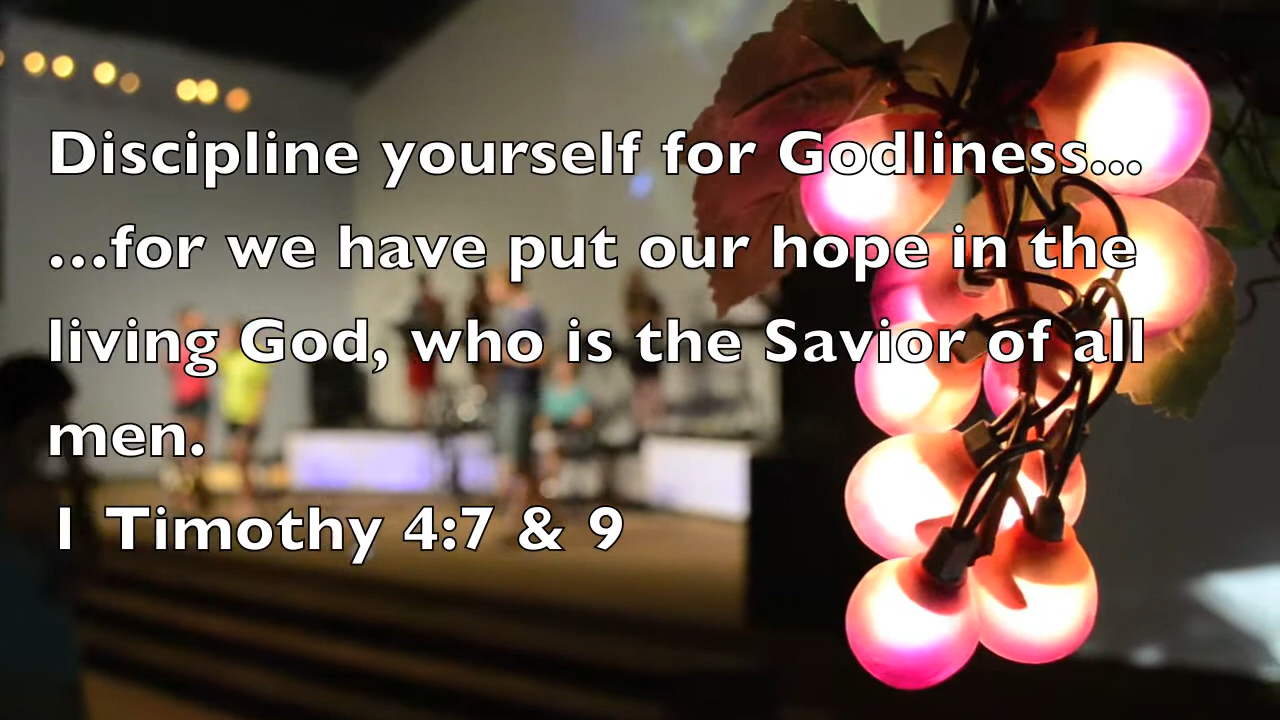 Discipline yourself for Godliness...
...for we have put our hope in the
living God, who is the Savior of all
men.
1 Timothy 4:7 & 9